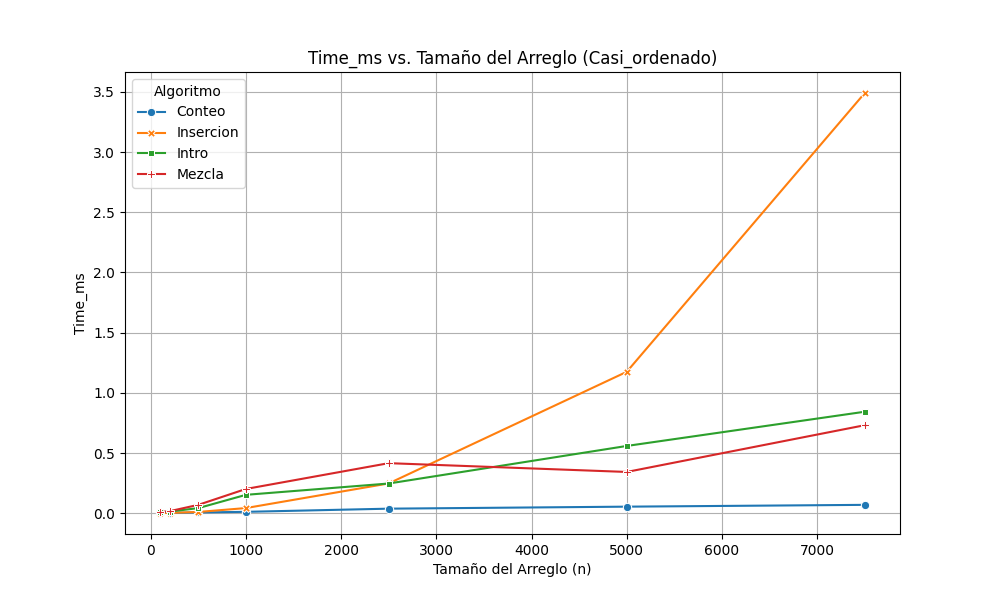 Time_ms vs. Tamaño del Arreglo (Casi_ordenado)
Algoritmo
Conteo
Insercion
Intro
Mezcla
3.5
3.0
2.5
2.0
1.5
1.0
0.5
0.0
Time_ms
0 1000 2000 3000 4000 5000 6000 7000
Tamaño del Arreglo (n)